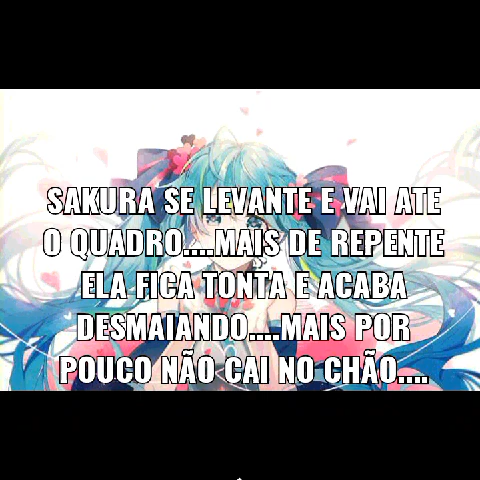 SAKURA SE LEVANTE E VAI ATE
O QUADRO....MAIS DE REPENTE
ELA FICA TONTA E ACABA
DESMAIANDO....MAIS POR
POUCO NÃO CAI NO CHÃO....